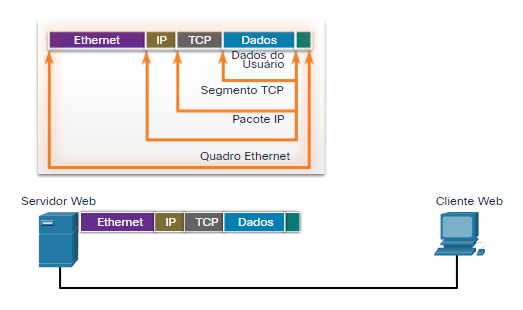 Ethernet IP TCP Dados
Dados do
Usuário
Segmento TCP
Pacote IP
Quadro Ethernet
Servidor Web
Cliente Web
Ethernet IP TCP Dados